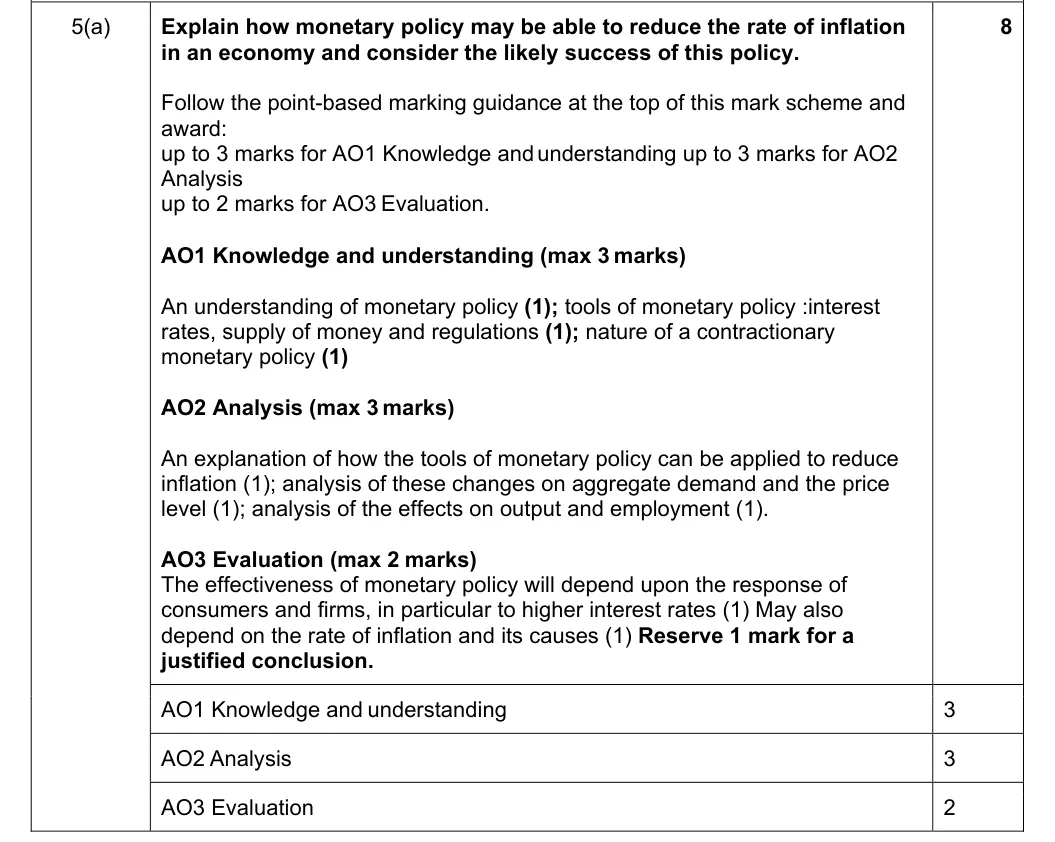 5(a) Explain how monetary policy may be able to reduce the rate of inflation 8
in an economy and consider the likely success of this policy.
Follow the point-based marking guidance at the top of this mark scheme and
award:
up to 3 marks for AO1 Knowledge and understanding up to 3 marks for AO2
Analysis
up to 2 marks for AO3 Evaluation.
AO1 Knowledge and understanding (max 3 marks)
An understanding of monetary policy (1); tools of monetary policy :interest
rates, supply of money and regulations (1); nature of a contractionary
monetary policy (1)
AO2 Analysis (max 3 marks)
An explanation of how the tools of monetary policy can be applied to reduce
inflation (1); analysis of these changes on aggregate demand and the price
level (1); analysis of the effects on output and employment (1).
AO3 Evaluation (max 2 marks)
The effectiveness of monetary policy will depend upon the response of
consumers and firms, in particular to higher interest rates (1) May also
depend on the rate of inflation and its causes (1) Reserve 1 mark for a
justified conclusion.
AO1 Knowledge and understanding 3
AO2 Analysis 3
AO3 Evaluation 2